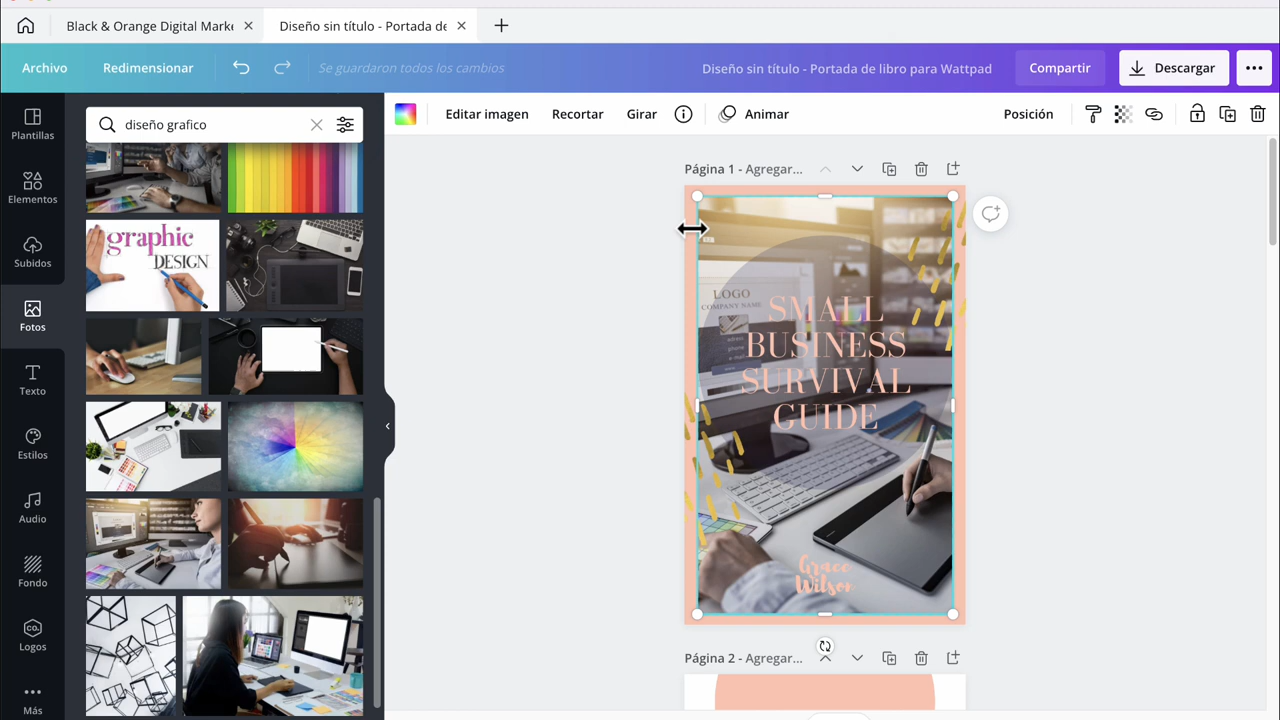 Black & Orange Digital Marke
Diseño sin título - Portada de
Archivo
Redimensionar
Se guardaron todos los cambios
Diseño sin título - Portada de libro para Wattpad
Compartir
Descargar
Plantillas
Elementos
Subidos
Fotos
Texto
Estilos
Audio
Fondo
co.
Logos
Más
diseño grafico
graphic
DESIGN
Editar imagen
Recortar
Girar
Animar
Posición
Página 1 - Agregar...
LOGO
COMPANY NAME
SMALL
BUSINESS
SURVIVAL
GUIDE
Grace
Wilson
Página 2 - Agregar...